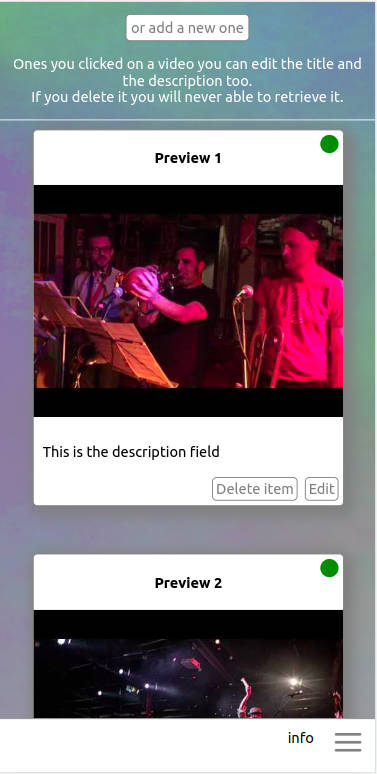 or add a new one
Ones you clicked on a video you can edit the title and
the description too.
If you delete it you will never able to retrieve it.
Preview 1
This is the description field
Delete item Edit
Preview 2
info